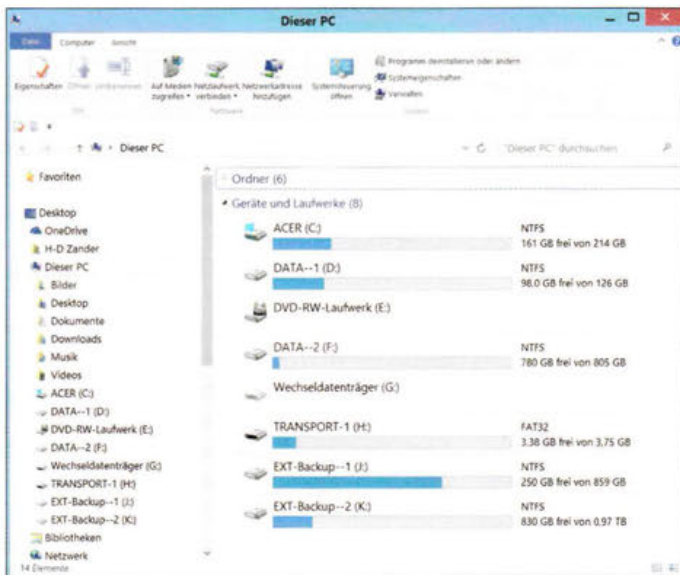 Dieser PC
Datei Computer Ansicht
Eigenschaften Öffnen Umbenennen Auf Medien zugreifen Netzlaufwerk verbinden Netzwerkadresse hinzufügen Systemsteuerung öffnen
Programm deinstallieren oder ändern
Systemeigenschaften
Verwalten
Ort Netzwerk System
Dieser PC
"Dieser PC" durchsuchen
Favoriten
Desktop
OneDrive
H-D Zander
Dieser PC
Bilder
Desktop
Dokumente
Downloads
Musik
Videos
ACER (C:)
DATA--1 (D:)
DVD-RW-Laufwerk (E:)
DATA--2 (F:)
Wechseldatenträger (G:)
TRANSPORT-1 (H:)
EXT-Backup--1 (J:)
EXT-Backup--2 (K:)
Bibliotheken
Netzwerk
Ordner (6)
Geräte und Laufwerke (8)
ACER (C:)
NTFS
161 GB frei von 214 GB
DATA--1 (D:)
NTFS
98.0 GB frei von 126 GB
DVD-RW-Laufwerk (E:)
DATA--2 (F:)
NTFS
780 GB frei von 805 GB
Wechseldatenträger (G:)
TRANSPORT-1 (H:)
FAT32
3.38 GB frei von 3,75 GB
EXT-Backup--1 (J:)
NTFS
250 GB frei von 859 GB
EXT-Backup--2 (K:)
NTFS
830 GB frei von 0,97 TB
14 Elemente